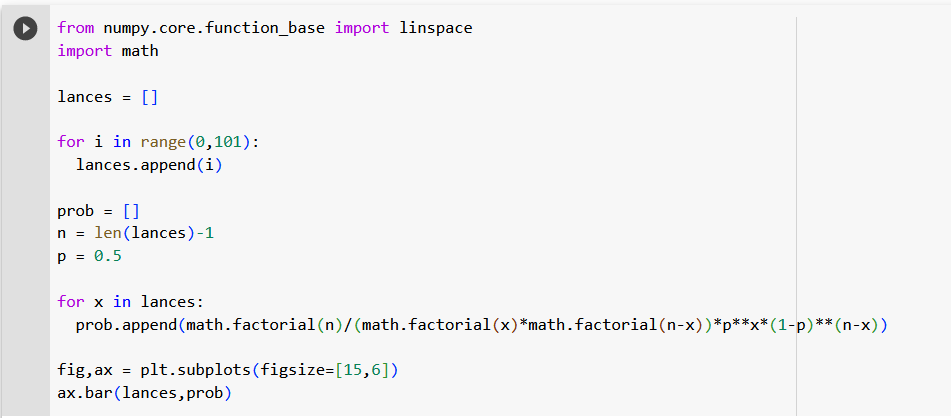 from numpy.core.function_base import linspace
import math
lances = []
for i in range(0,101):
  lances.append(i)
prob = []
n = len(lances)-1
p = 0.5
for x in lances:
  prob.append(math.factorial(n)/(math.factorial(x)*math.factorial(n-x))*p**x*(1-p)**(n-x))
fig,ax = plt.subplots(figsize=[15,6])
ax.bar(lances,prob)